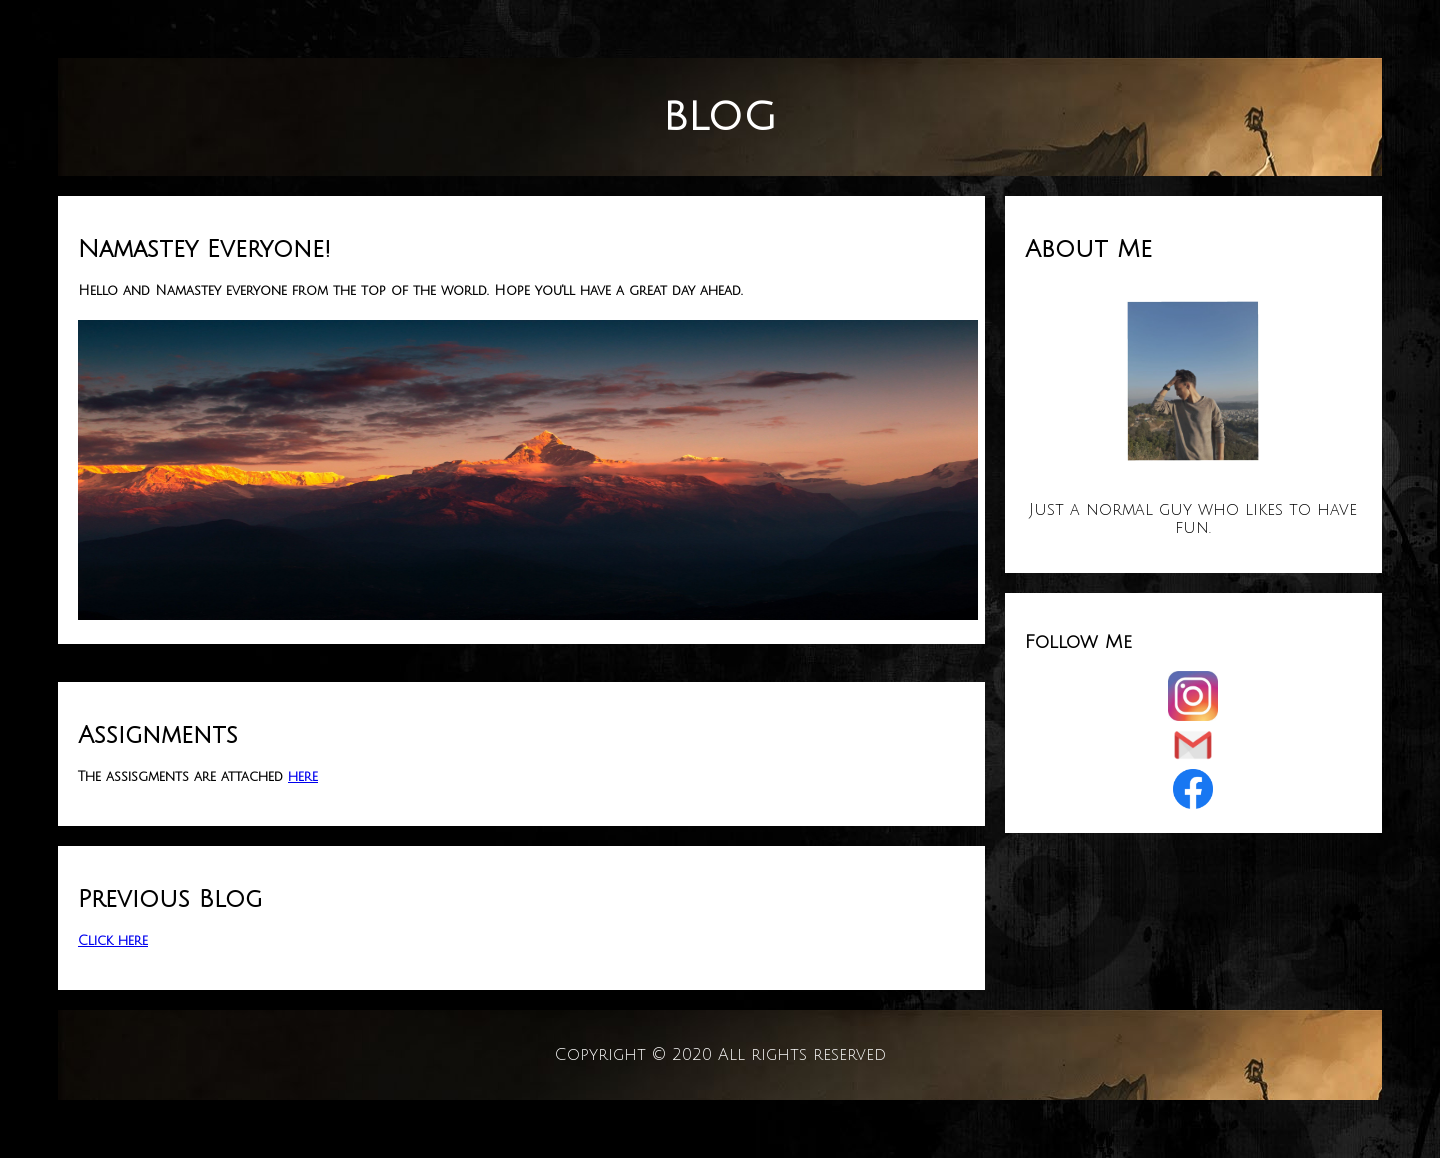 BLOG
Namastey Everyone!
Hello and Namastey everyone from the top of the world. Hope you'll have a great day ahead.
Assignments
The assisgments are attached here
Previous Blog
Click here
About Me
Just a normal guy who likes to have
fun.
Follow Me
Copyright © 2020 All rights reserved